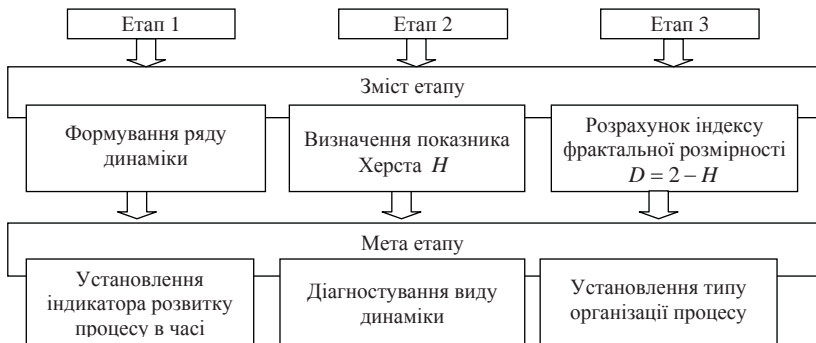 Етап 1
Етап 2
Етап 3
Зміст етапу
Формування ряду
динаміки
Визначення показника
Херста H
Розрахунок індексу
фрактальної розмірності
D = 2 − H
Мета етапу
Установлення
індикатора розвитку
процесу в часі
Діагностування виду
динаміки
Установлення типу
організації процесу